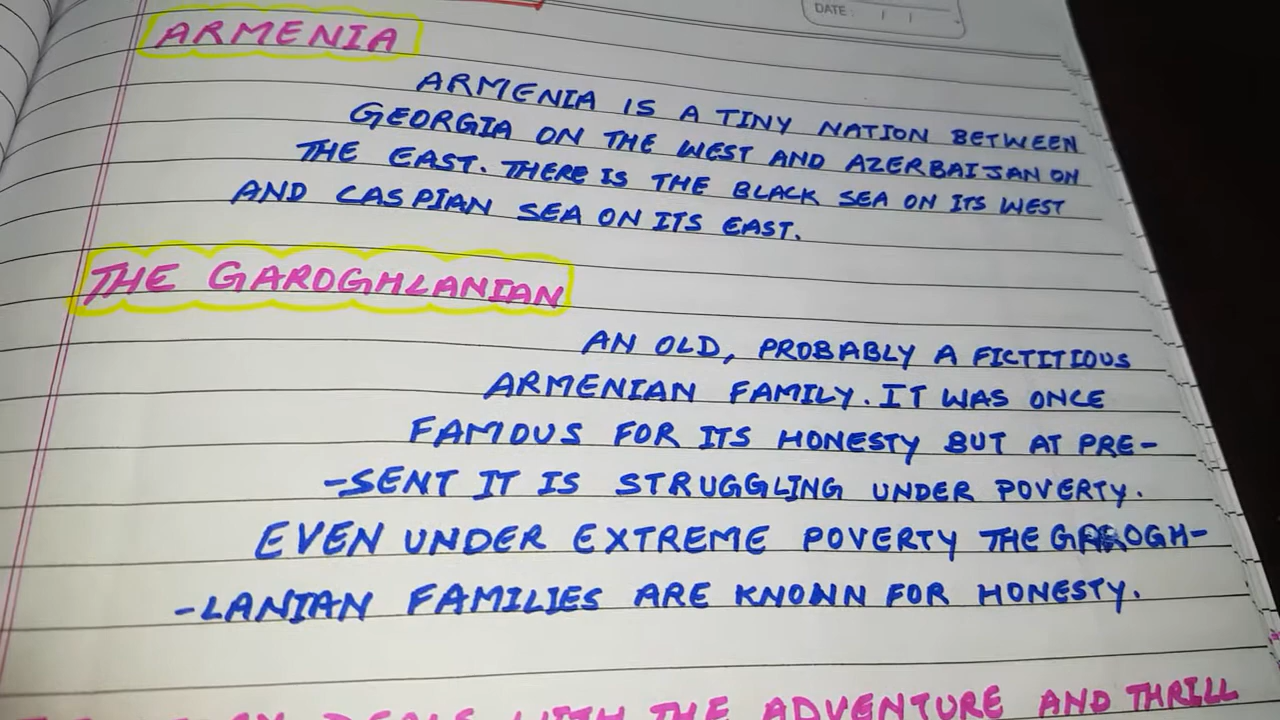 DATE: / /
ARMENIA
ARMENIA IS A TINY NATION BETWEEN
GEORGIA ON THE WEST AND AZERBAIJAN ON
THE EAST. THERE IS THE BLACK SEA ON ITS WEST
AND CASPIAN SEA ON ITS EAST.
THE GAROGHLANIAN
AN OLD, PROBABLY A FICTITIOUS
ARMENIAN FAMILY. IT WAS ONCE
FAMOUS FOR ITS HONESTY BUT AT PRE-
-SENT IT IS STRUGGLING UNDER POVERTY.
EVEN UNDER EXTREME POVERTY THE GAROGH-
-LANIAN FAMILIES ARE KNOWN FOR HONESTY.
DEALS WITH THE ADVENTURE AND THRILL